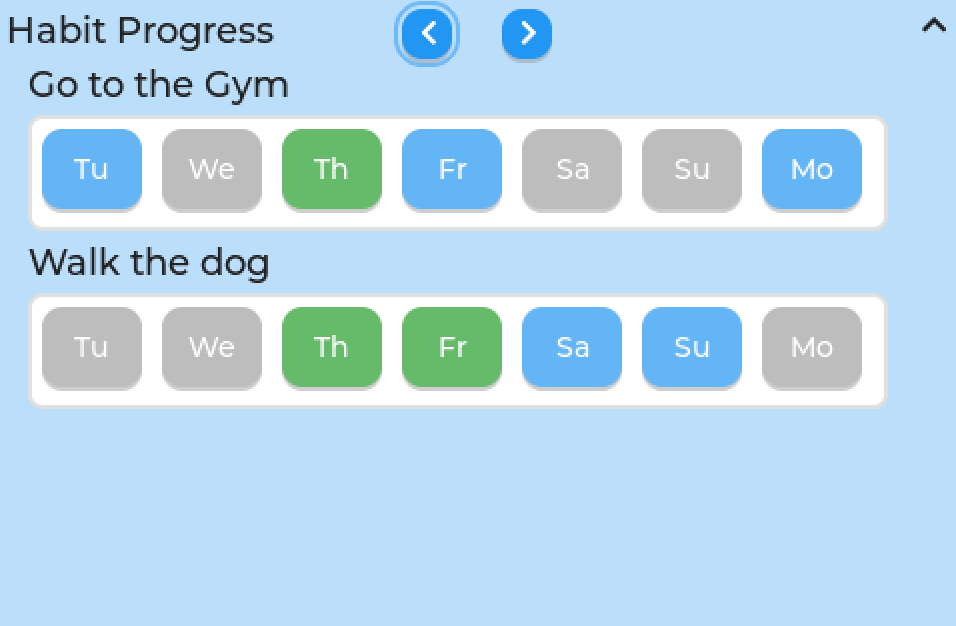 Habit Progress
Go to the Gym
Tu We Th Fr Sa Su Mo
Walk the dog
Tu We Th Fr Sa Su Mo